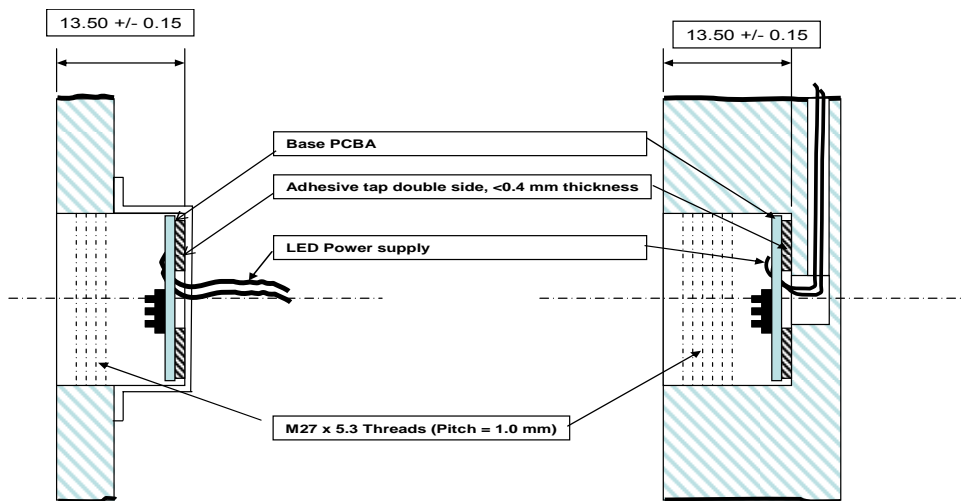 13.50 +/- 0.15
13.50 +/- 0.15
Base PCBA
Adhesive tap double side, <0.4 mm thickness
LED Power supply
M27 x 5.3 Threads (Pitch = 1.0 mm)